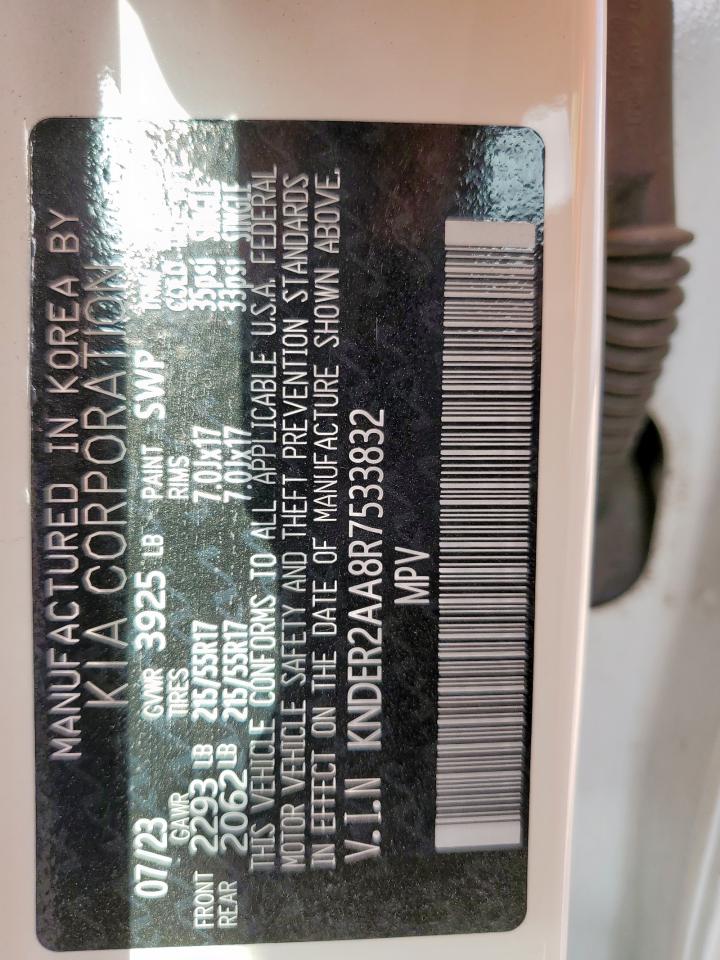 MANUFACTURED IN KOREA BY
KIA CORPORATION
07/23 GVWR 3925 LB PAINT SWP
GAWR TIRES RIMS COLD
FRONT 2293 LB 215/55R17 7.0Jx17 35psi SINGLE
REAR 2062 LB 215/55R17 7.0Jx17 33psi SINGLE
THIS VEHICLE CONFORMS TO ALL APPLICABLE U.S.A. FEDERAL
MOTOR VEHICLE SAFETY AND THEFT PREVENTION STANDARDS
IN EFFECT ON THE DATE OF MANUFACTURE SHOWN ABOVE.
V.I.N KNDER2AA8R7533832
MPV